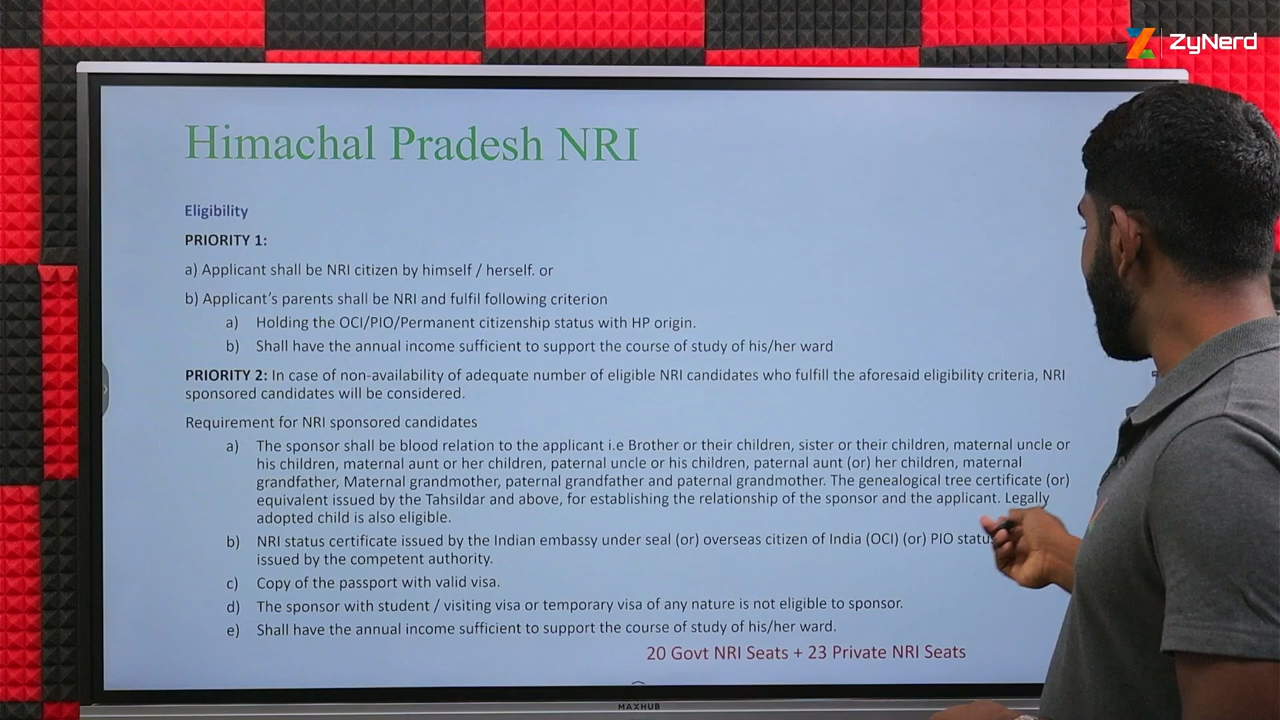 ZyNerd
Himachal Pradesh NRI
Eligibility
PRIORITY 1:
a) Applicant shall be NRI citizen by himself / herself. or
b) Applicant's parents shall be NRI and fulfil following criterion
a) Holding the OCI/PIO/Permanent citizenship status with HP origin.
b) Shall have the annual income sufficient to support the course of study of his/her ward
PRIORITY 2: In case of non-availability of adequate number of eligible NRI candidates who fulfill the aforesaid eligibility criteria, NRI
sponsored candidates will be considered.
Requirement for NRI sponsored candidates
a) The sponsor shall be blood relation to the applicant i.e Brother or their children, sister or their children, maternal uncle or
his children, maternal aunt or her children, paternal uncle or his children, paternal aunt (or) her children, maternal
grandfather, Maternal grandmother, paternal grandfather and paternal grandmother. The genealogical tree certificate (or)
equivalent issued by the Tahsildar and above, for establishing the relationship of the sponsor and the applicant. Legally
adopted child is also eligible.
b) NRI status certificate issued by the Indian embassy under seal (or) overseas citizen of India (OCI) (or) PIO status
issued by the competent authority.
c) Copy of the passport with valid visa.
d) The sponsor with student / visiting visa or temporary visa of any nature is not eligible to sponsor.
e) Shall have the annual income sufficient to support the course of study of his/her ward.
20 Govt NRI Seats + 23 Private NRI Seats
MAXHUB